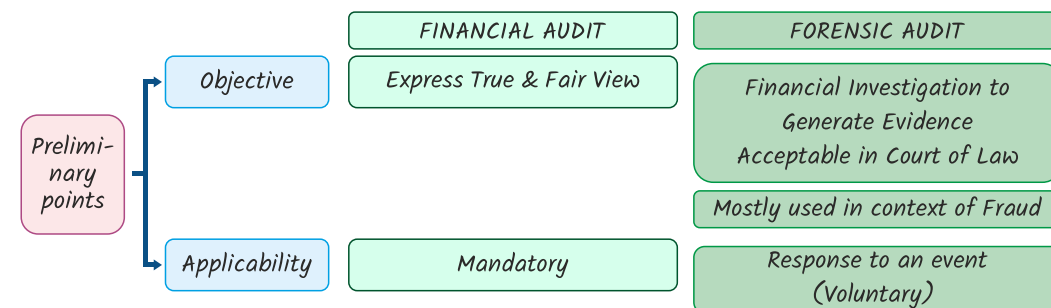 FINANCIAL AUDIT
FORENSIC AUDIT
Prelimi-
nary
points
Objective
Express True & Fair View
Financial Investigation to
Generate Evidence
Acceptable in Court of Law
Mostly used in context of Fraud
Applicability
Mandatory
Response to an event
(Voluntary)